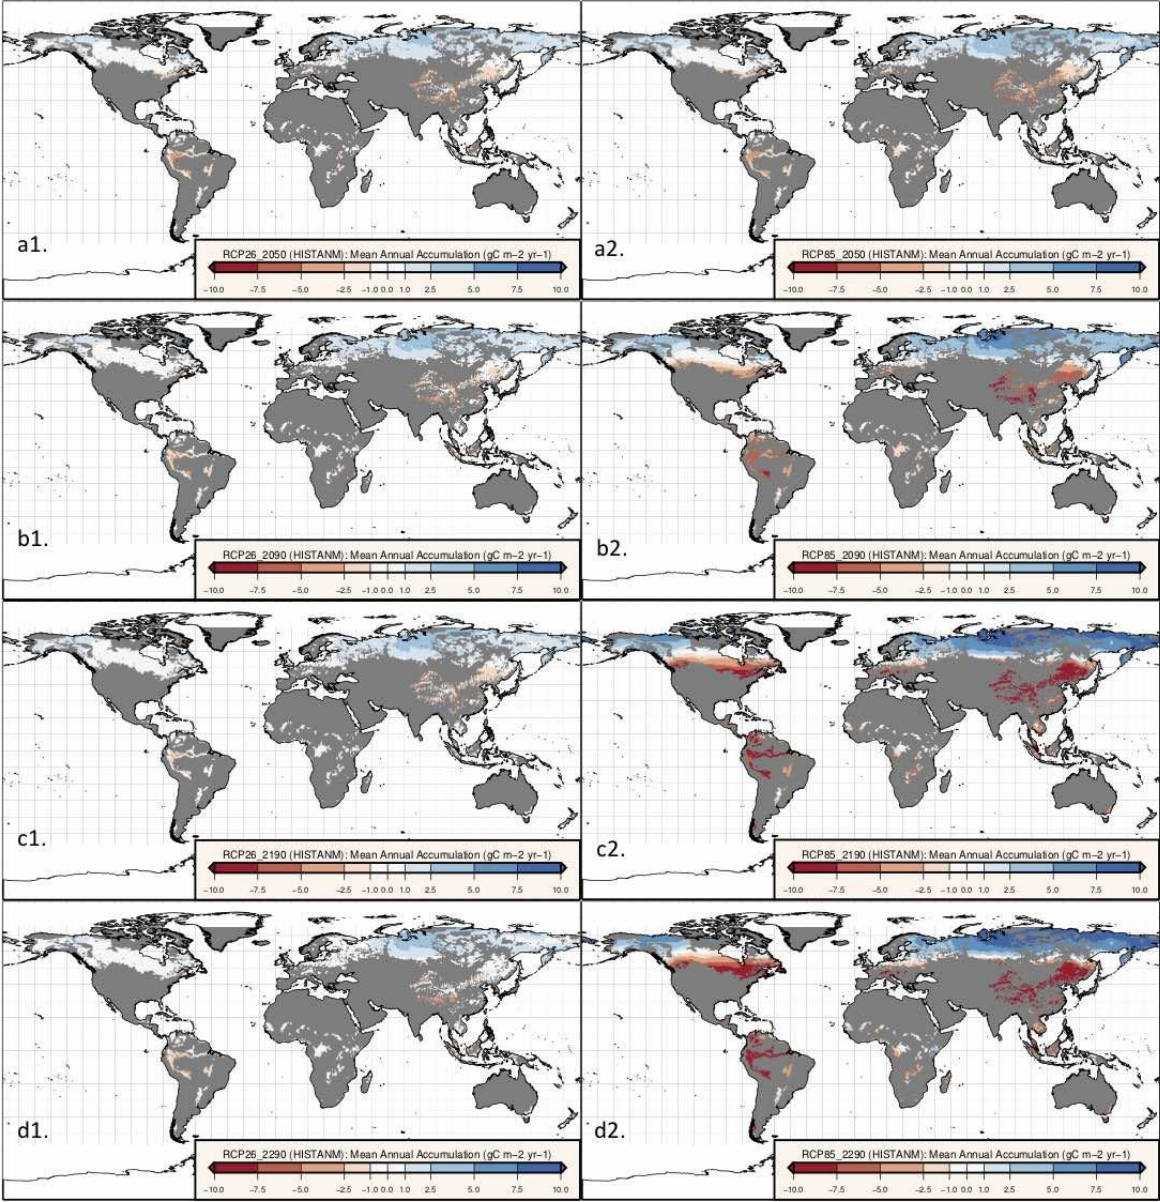 a1.
RCP26_2050 (HISTANM): Mean Annual Accumulation (gC m−2 yr−1)
−10.0 −7.5 −5.0 −2.5 −1.0 0.0 1.0 2.5 5.0 7.5 10.0
a2.
RCP85_2050 (HISTANM): Mean Annual Accumulation (gC m−2 yr−1)
−10.0 −7.5 −5.0 −2.5 −1.0 0.0 1.0 2.5 5.0 7.5 10.0
b1.
RCP26_2090 (HISTANM): Mean Annual Accumulation (gC m−2 yr−1)
−10.0 −7.5 −5.0 −2.5 −1.0 0.0 1.0 2.5 5.0 7.5 10.0
b2.
RCP85_2090 (HISTANM): Mean Annual Accumulation (gC m−2 yr−1)
−10.0 −7.5 −5.0 −2.5 −1.0 0.0 1.0 2.5 5.0 7.5 10.0
c1.
RCP26_2190 (HISTANM): Mean Annual Accumulation (gC m−2 yr−1)
−10.0 −7.5 −5.0 −2.5 −1.0 0.0 1.0 2.5 5.0 7.5 10.0
c2.
RCP85_2190 (HISTANM): Mean Annual Accumulation (gC m−2 yr−1)
−10.0 −7.5 −5.0 −2.5 −1.0 0.0 1.0 2.5 5.0 7.5 10.0
d1.
RCP26_2290 (HISTANM): Mean Annual Accumulation (gC m−2 yr−1)
−10.0 −7.5 −5.0 −2.5 −1.0 0.0 1.0 2.5 5.0 7.5 10.0
d2.
RCP85_2290 (HISTANM): Mean Annual Accumulation (gC m−2 yr−1)
−10.0 −7.5 −5.0 −2.5 −1.0 0.0 1.0 2.5 5.0 7.5 10.0